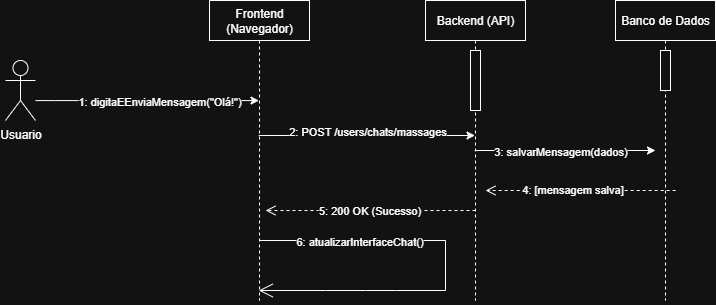 Frontend
(Navegador)
Backend (API)
Banco de Dados
1: digitaEEnviaMensagem("Olá!")
Usuario
2: POST /users/chats/massages
3: salvarMensagem(dados)
4: [mensagem salva]
5: 200 OK (Sucesso)
6: atualizarInterfaceChat()